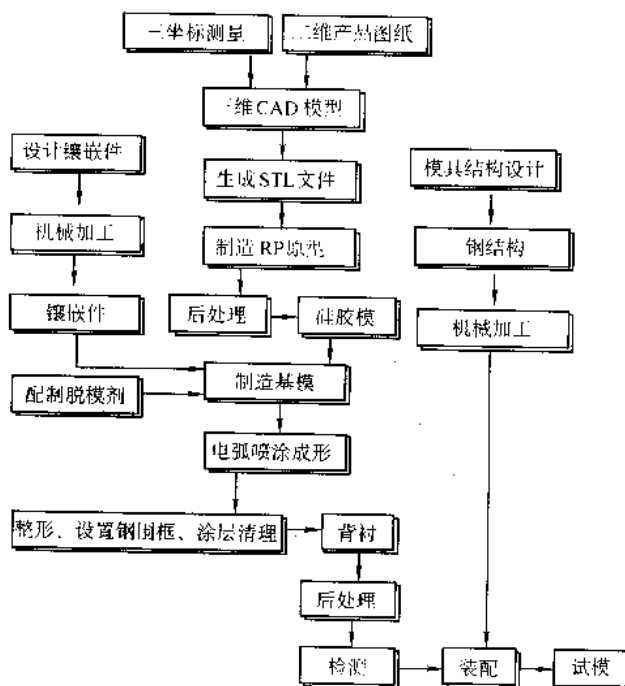 三坐标测量
二维产品图纸
三维CAD模型
设计镶嵌件
生成STL文件
模具结构设计
机械加工
制造RP原型
钢结构
镶嵌件
后处理
硅胶模
机械加工
配制脱模剂
制造基模
电弧喷涂成形
整形、设置钢围框、涂层清理
背衬
后处理
检测
装配
试模